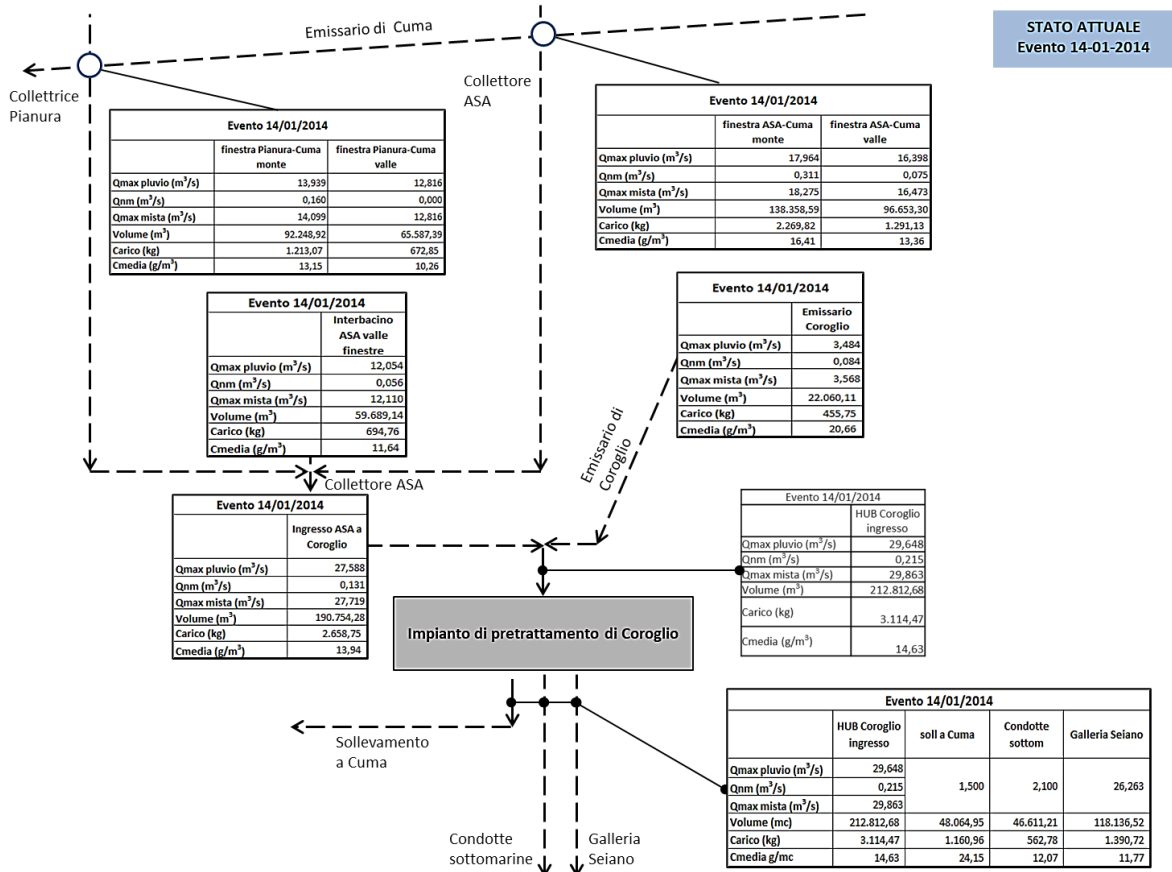 STATO ATTUALE
Evento 14-01-2014
Emissario di Cuma
Collettrice
Pianura
Collettore
ASA
Evento 14/01/2014
finestra Pianura-Cuma monte finestra Pianura-Cuma valle
Qmax pluvio (m³/s) 13,939 12,816
Qnm (m³/s) 0,160 0,000
Qmax mista (m³/s) 14,099 12,816
Volume (m³) 92.248,92 65.587,39
Carico (kg) 1.213,07 672,85
Cmedia (g/m³) 13,15 10,26
Evento 14/01/2014
finestra ASA-Cuma monte finestra ASA-Cuma valle
Qmax pluvio (m³/s) 17,964 16,398
Qnm (m³/s) 0,311 0,075
Qmax mista (m³/s) 18,275 16,473
Volume (m³) 138.358,59 96.653,30
Carico (kg) 2.269,82 1.291,13
Cmedia (g/m³) 16,41 13,36
Evento 14/01/2014
Interbacino
ASA valle
finestre
Qmax pluvio (m³/s) 12,054
Qnm (m³/s) 0,056
Qmax mista (m³/s) 12,110
Volume (m³) 59.689,14
Carico (kg) 694,76
Cmedia (g/m³) 11,64
Evento 14/01/2014
Emissario
Coroglio
Qmax pluvio (m³/s) 3,484
Qnm (m³/s) 0,084
Qmax mista (m³/s) 3,568
Volume (m³) 22.060,11
Carico (kg) 455,75
Cmedia (g/m³) 20,66
Emissario di
Coroglio
Collettore ASA
Evento 14/01/2014
Ingresso ASA a
Coroglio
Qmax pluvio (m³/s) 27,588
Qnm (m³/s) 0,131
Qmax mista (m³/s) 27,719
Volume (m³) 190.754,28
Carico (kg) 2.658,75
Cmedia (g/m³) 13,94
Evento 14/01/2014
HUB Coroglio
ingresso
Qmax pluvio (m³/s) 29,648
Qnm (m³/s) 0,215
Qmax mista (m³/s) 29,863
Volume (m³) 212.812,68
Carico (kg) 3.114,47
Cmedia (g/m³) 14,63
Impianto di pretrattamento di Coroglio
Sollevamento
a Cuma
Condotte
sottomarine
Galleria
Seiano
Evento 14/01/2014
HUB Coroglio ingresso soll a Cuma Condotte sottom Galleria Seiano
Qmax pluvio (m³/s) 29,648
Qnm (m³/s) 0,215 1,500 2,100 26,263
Qmax mista (m³/s) 29,863
Volume (mc) 212.812,68 48.064,95 46.611,21 118.136,52
Carico (kg) 3.114,47 1.160,96 562,78 1.390,72
Cmedia g/mc 14,63 24,15 12,07 11,77